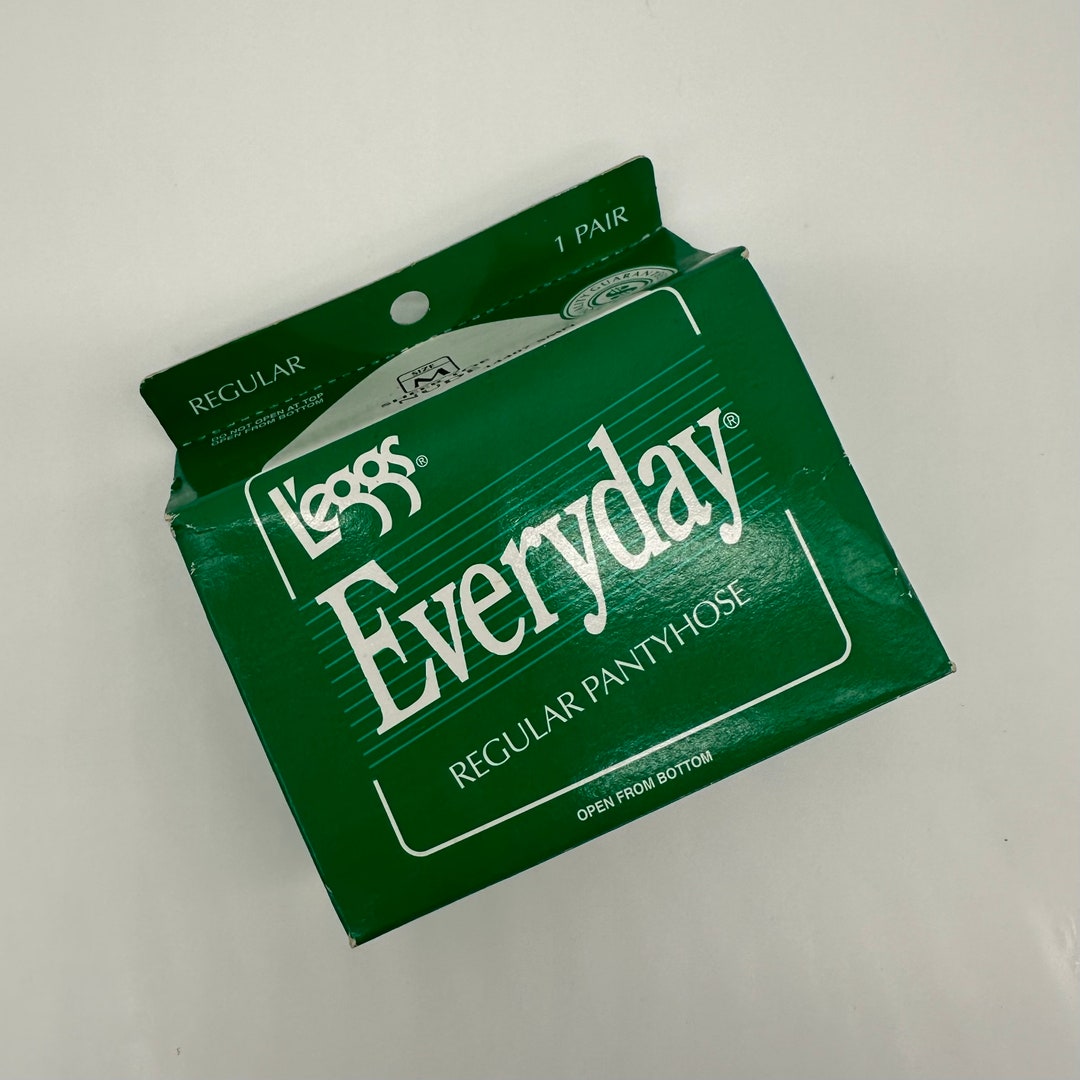 1 PAIR
REGULAR
DO NOT OPEN AT TOP
OPEN FROM BOTTOM
SIZE
M
L'eggs®
Everyday®
REGULAR PANTYHOSE
OPEN FROM BOTTOM